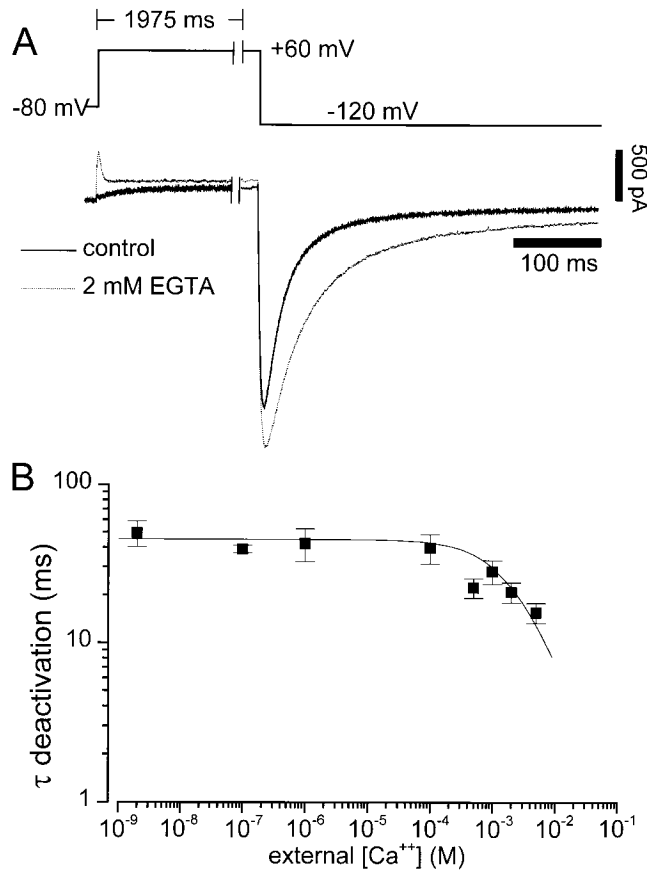 A
1975 ms
+60 mV
-80 mV
-120 mV
500 pA
control
2 mM EGTA
100 ms
B
100
10
1
τ deactivation (ms)
10⁻⁹ 10⁻⁸ 10⁻⁷ 10⁻⁶ 10⁻⁵ 10⁻⁴ 10⁻³ 10⁻² 10⁻¹
external [Ca⁺⁺] (M)